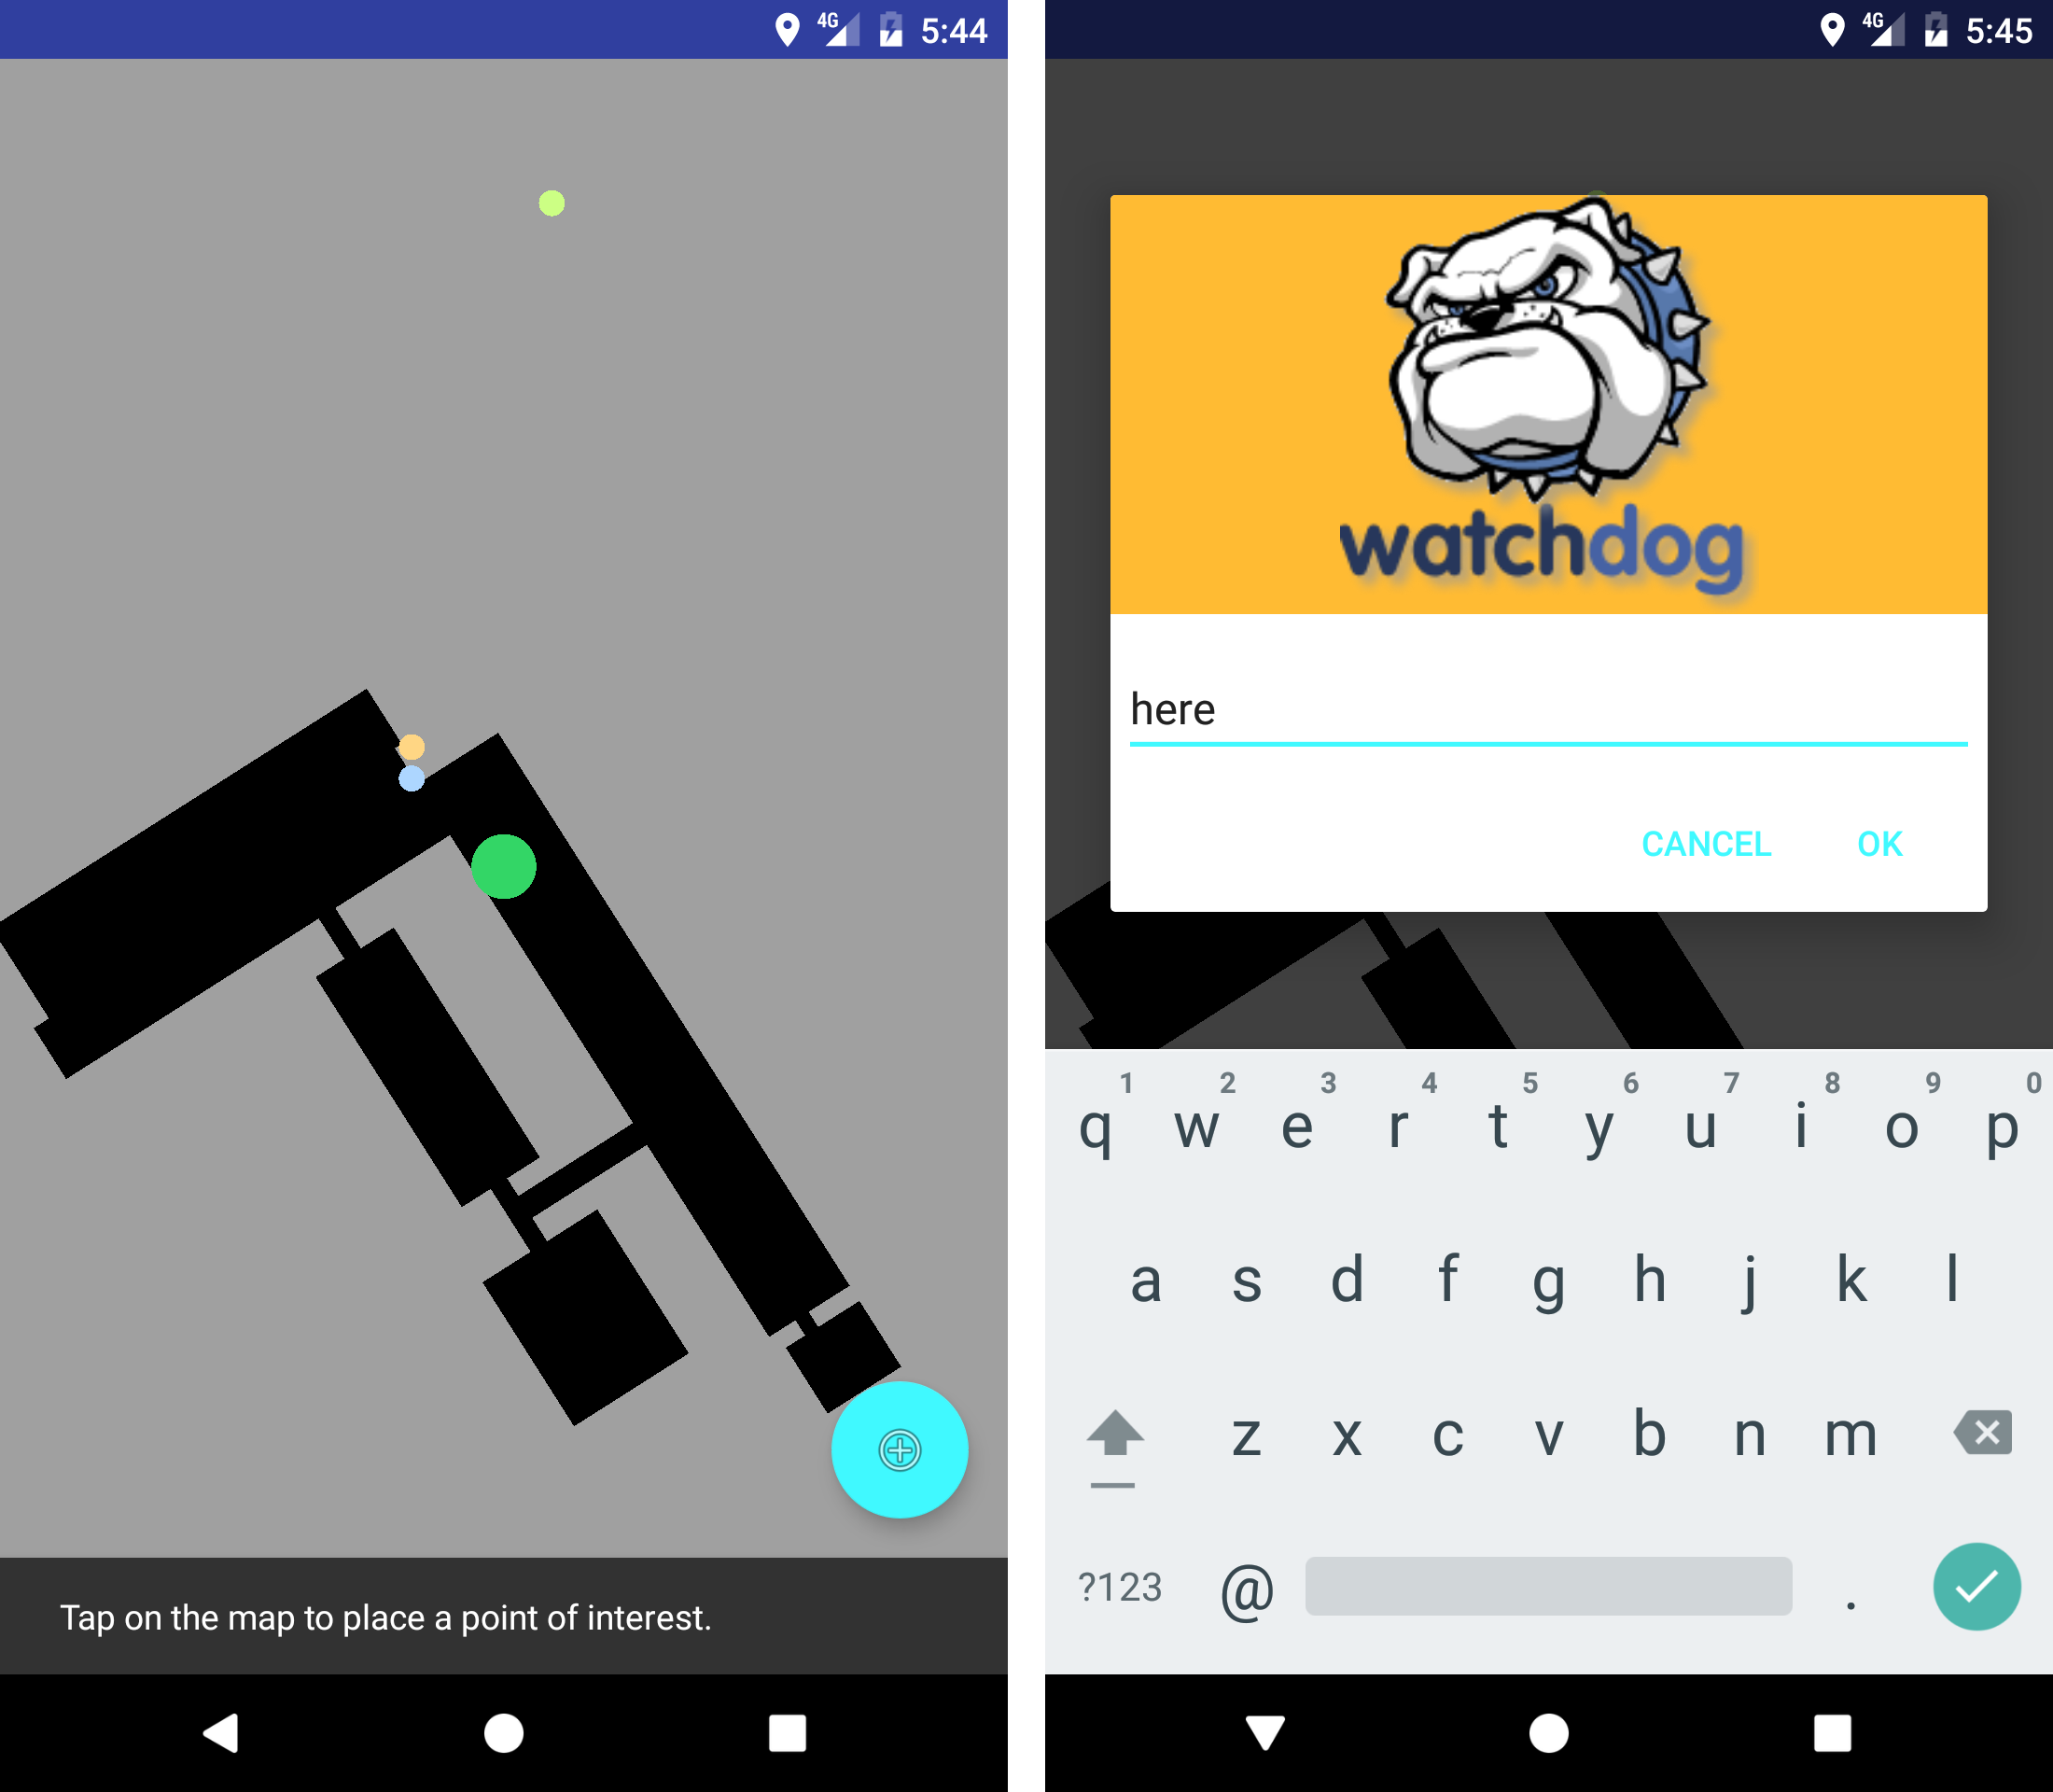 4G 5:44
Tap on the map to place a point of interest.
4G 5:45
watchdog
here
CANCEL OK
1 2 3 4 5 6 7 8 9 0
q w e r t y u i o p
a s d f g h j k l
z x c v b n m
?123 @ .